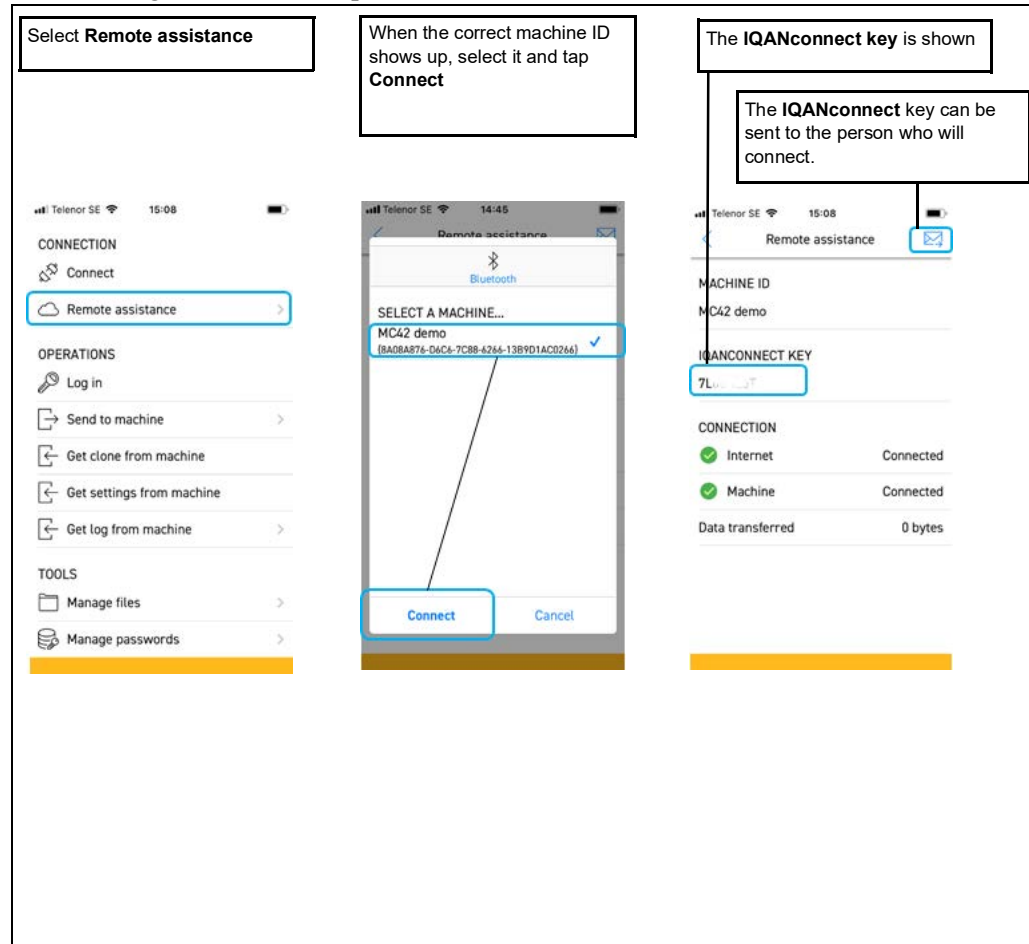 Select Remote assistance
When the correct machine ID
shows up, select it and tap
Connect
The IQANconnect key is shown
The IQANconnect key can be
sent to the person who will
connect.
Telenor SE 15:08
CONNECTION
Connect
Remote assistance
OPERATIONS
Log in
Send to machine
Get clone from machine
Get settings from machine
Get log from machine
TOOLS
Manage files
Manage passwords
Telenor SE 14:45
Remote assistance
Bluetooth
SELECT A MACHINE...
MC42 demo
{8A08A876-D6C6-7C88-6266-13B9D1AC0266}
Connect Cancel
Telenor SE 15:08
Remote assistance
MACHINE ID
MC42 demo
IQANCONNECT KEY
CONNECTION
Internet Connected
Machine Connected
Data transferred 0 bytes